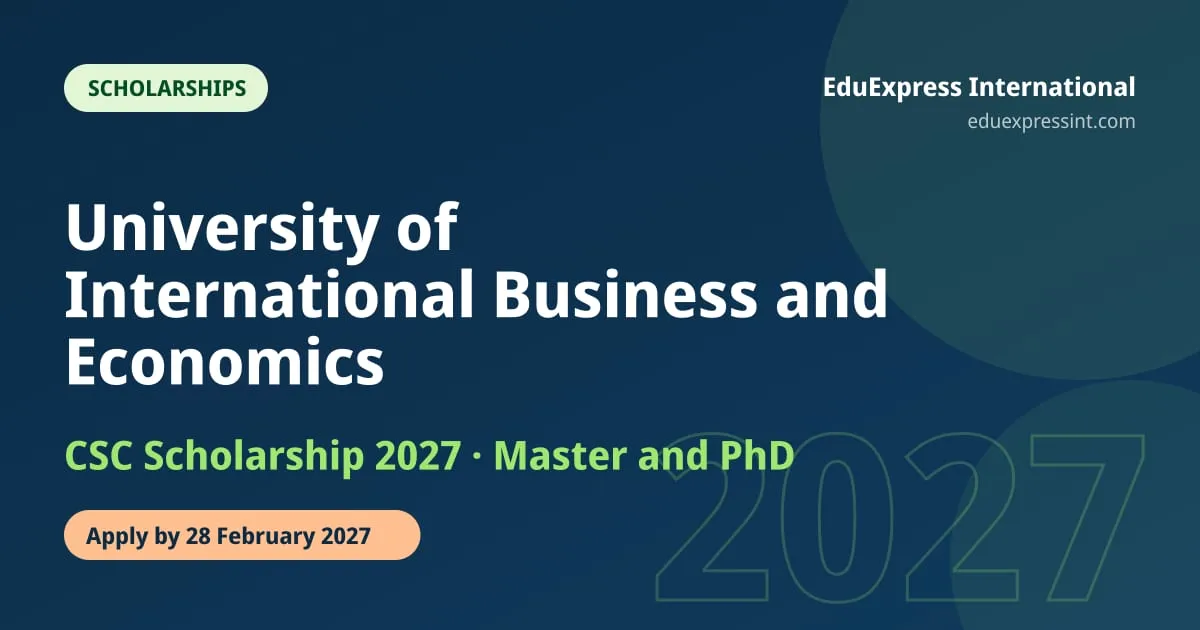 SCHOLARSHIPS
EduExpress International
eduexpressint.com
University of
International Business and
Economics
CSC Scholarship 2027 · Master and PhD
Apply by 28 February 2027
2027